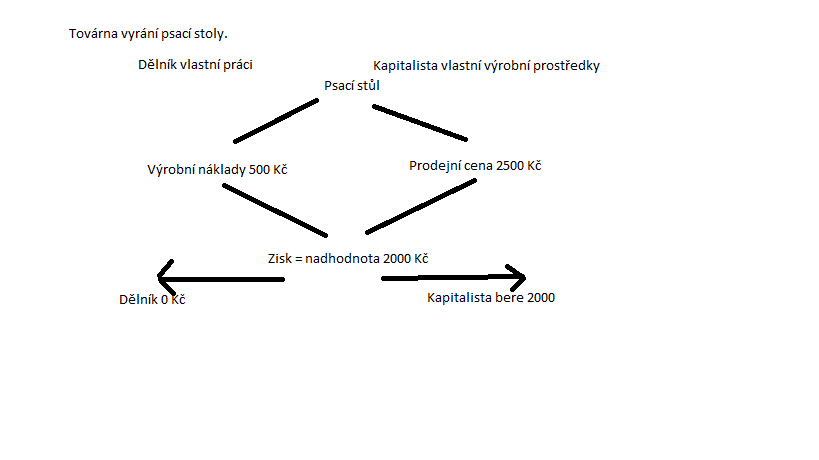 Továrna vyrání psací stoly.
Dělník vlastní práci
Kapitalista vlastní výrobní prostředky
Psací stůl
Výrobní náklady 500 Kč
Prodejní cena 2500 Kč
Zisk = nadhodnota 2000 Kč
Dělník 0 Kč
Kapitalista bere 2000